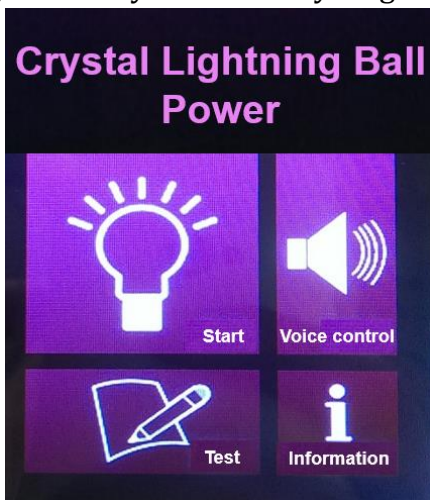 Crystal Lightning Ball
Power
Start
Voice control
Test
Information